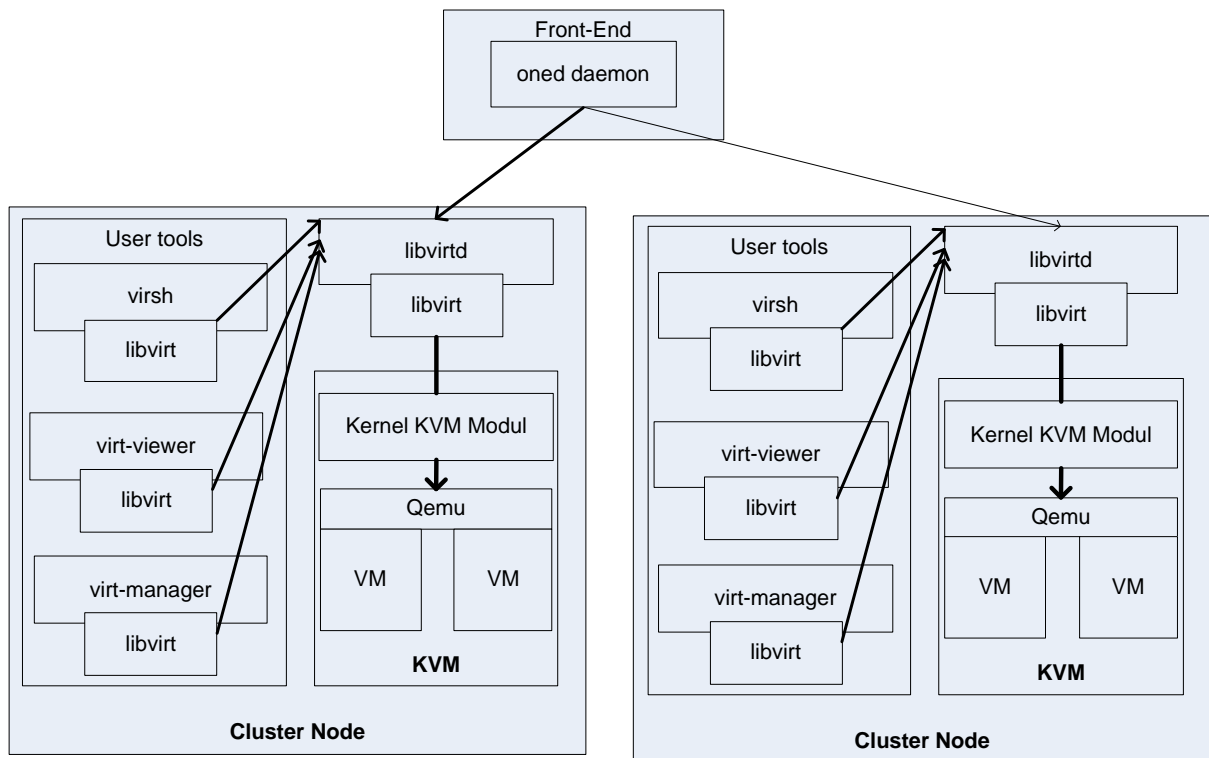 Front-End
oned daemon
User tools
virsh
libvirt
virt-viewer
libvirt
virt-manager
libvirt
libvirtd
libvirt
Kernel KVM Modul
Qemu
VM
VM
KVM
Cluster Node
User tools
virsh
libvirt
virt-viewer
libvirt
virt-manager
libvirt
libvirtd
libvirt
Kernel KVM Modul
Qemu
VM
VM
KVM
Cluster Node